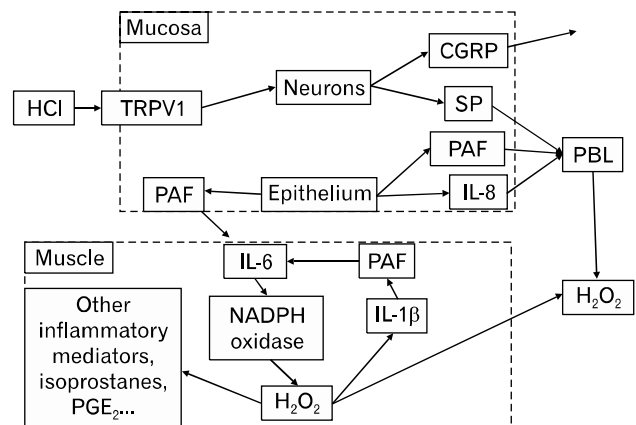 Mucosa
CGRP
Neurons
HCl
TRPV1
SP
PAF
PBL
PAF
Epithelium
IL-8
Muscle
IL-6
PAF
Other
inflammatory
mediators,
isoprostanes,
PGE₂...
NADPH
oxidase
IL-1β
H₂O₂
H₂O₂